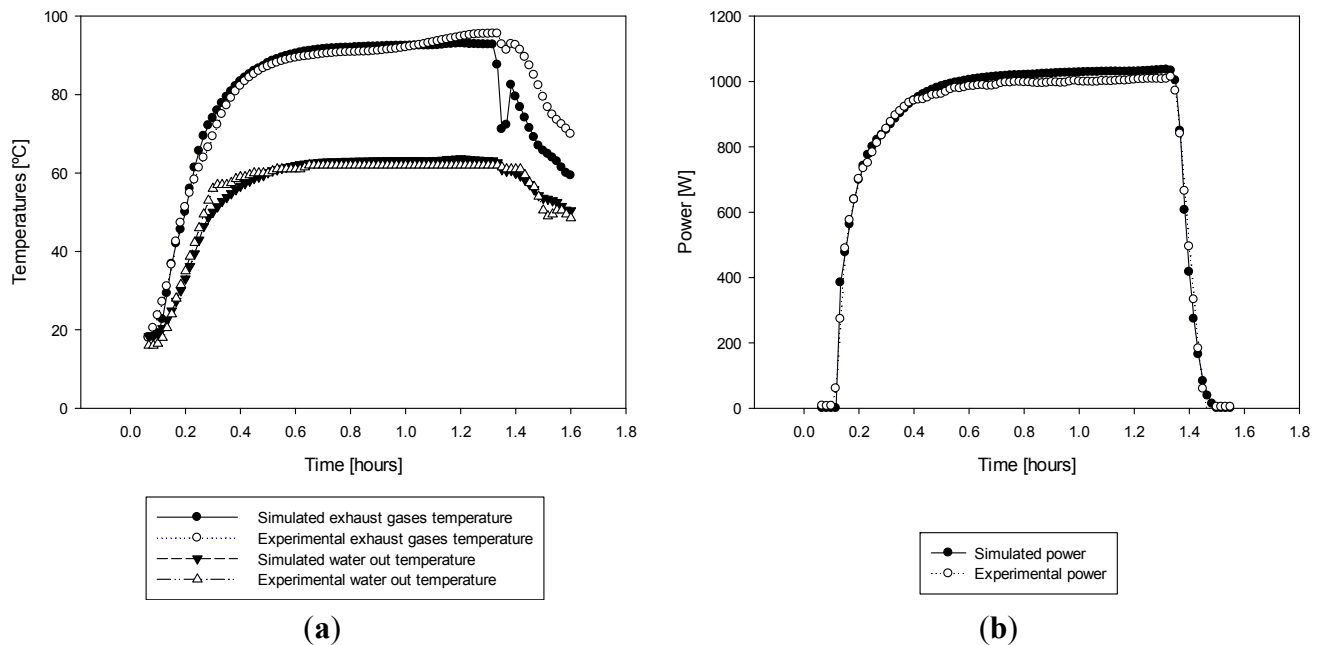 100
80
60
40
20
0
Temperatures [ºC]
0.0 0.2 0.4 0.6 0.8 1.0 1.2 1.4 1.6 1.8
Time [hours]
Simulated exhaust gases temperature
Experimental exhaust gases temperature
Simulated water out temperature
Experimental water out temperature
(a)
1200
1000
800
600
400
200
0
Power [W]
0.0 0.2 0.4 0.6 0.8 1.0 1.2 1.4 1.6 1.8
Time [hours]
Simulated power
Experimental power
(b)